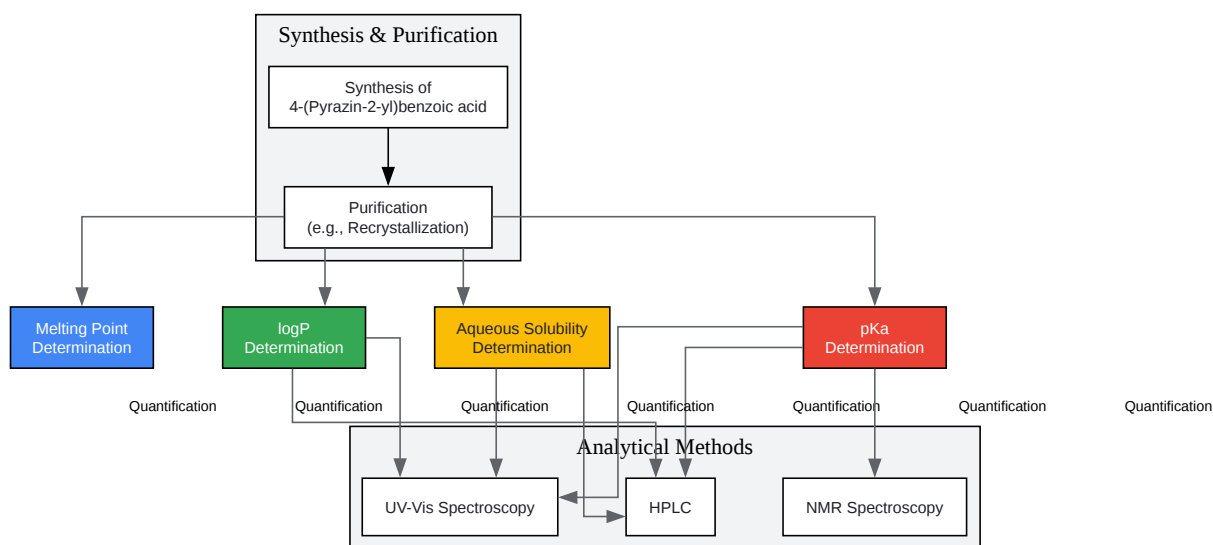 Synthesis & Purification
Synthesis of
4-(Pyrazin-2-yl)benzoic acid
Purification
(e.g., Recrystallization)
Melting Point
Determination
logP
Determination
Aqueous Solubility
Determination
pKa
Determination
Quantification
Quantification
Quantification
Quantification
Quantification
Quantification
Quantification
Analytical Methods
UV-Vis Spectroscopy
HPLC
NMR Spectroscopy